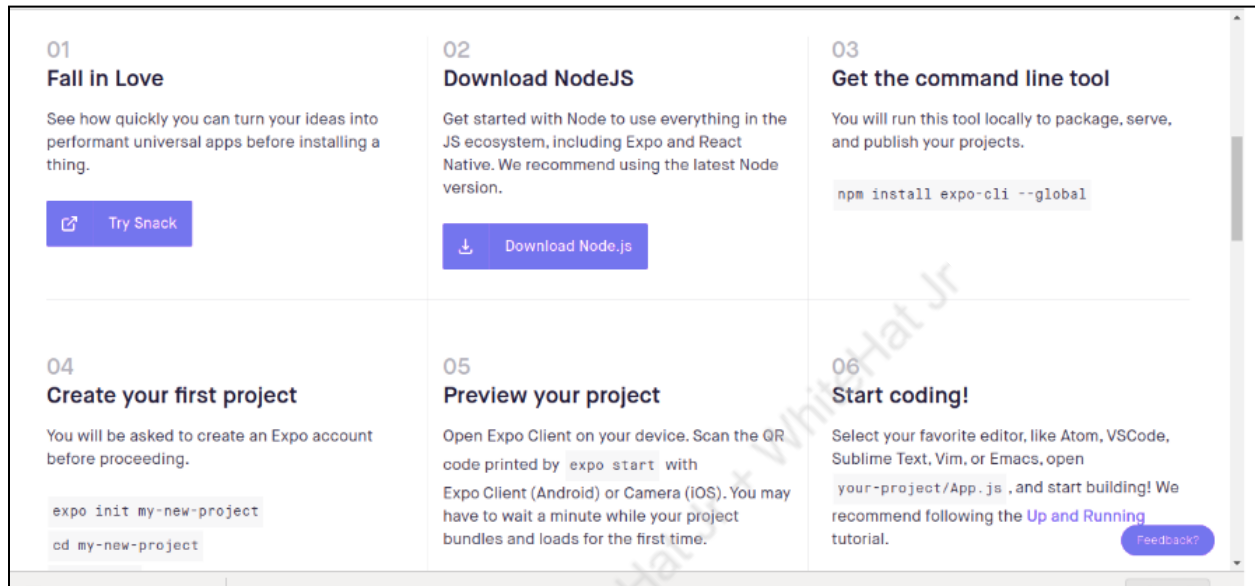 01
Fall in Love
See how quickly you can turn your ideas into
performant universal apps before installing a
thing.
Try Snack
02
Download NodeJS
Get started with Node to use everything in the
JS ecosystem, including Expo and React
Native. We recommend using the latest Node
version.
Download Node.js
03
Get the command line tool
You will run this tool locally to package, serve,
and publish your projects.
npm install expo-cli --global
04
Create your first project
You will be asked to create an Expo account
before proceeding.
expo init my-new-project
cd my-new-project
05
Preview your project
Open Expo Client on your device. Scan the QR
code printed by expo start with
Expo Client (Android) or Camera (iOS). You may
have to wait a minute while your project
bundles and loads for the first time.
06
Start coding!
Select your favorite editor, like Atom, VSCode,
Sublime Text, Vim, or Emacs, open
your-project/App.js , and start building! We
recommend following the Up and Running
tutorial.
Feedback?
Hat Jr + WhiteHat Jr